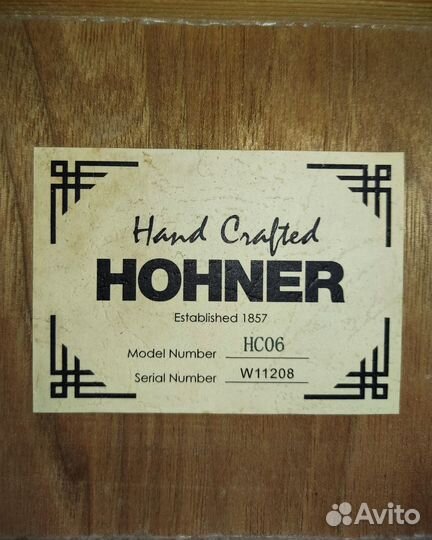 Hand Crafted
HOHNER
Established 1857
Model Number HC06
Serial Number W11208
Avito